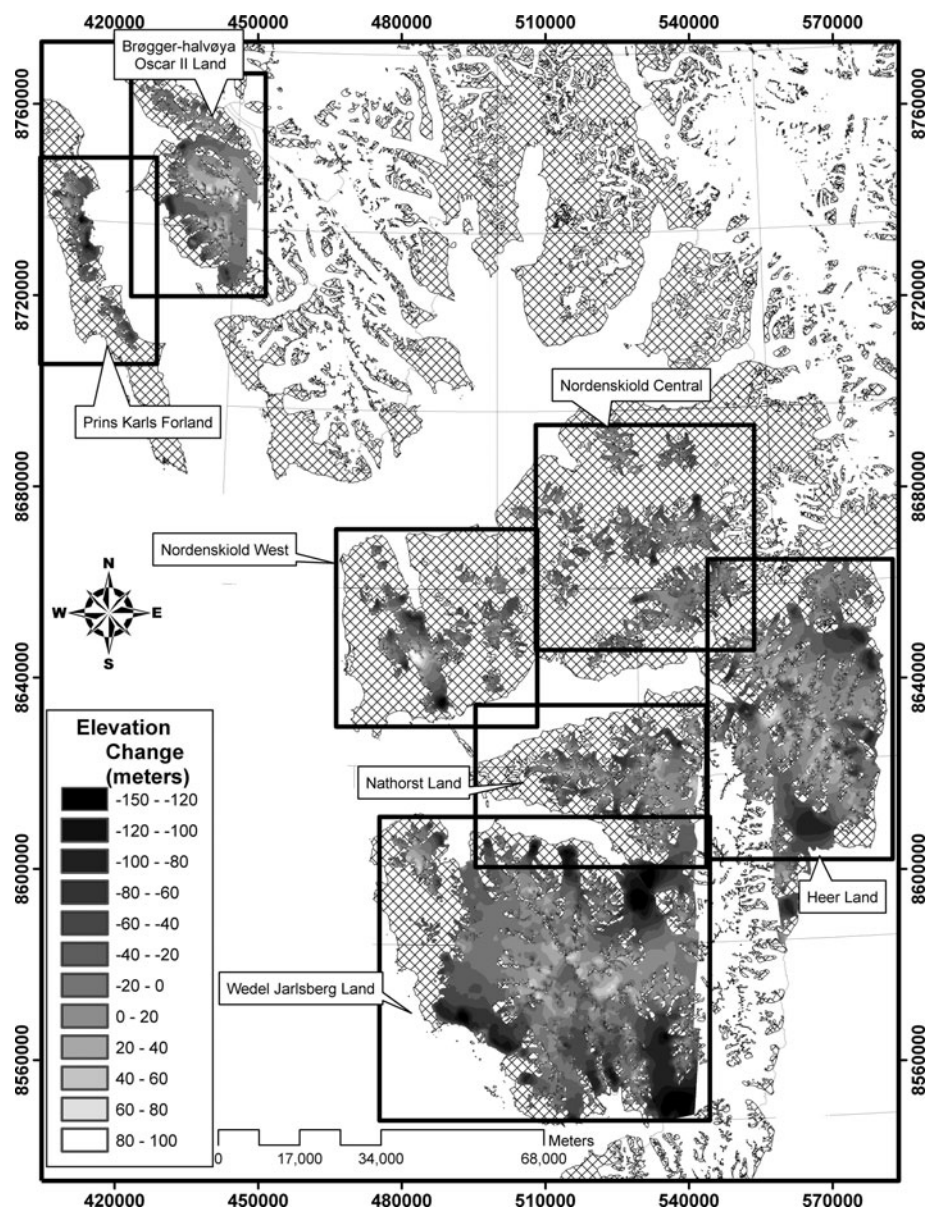 420000 450000 480000 510000 540000 570000
Brøgger-halvøya
Oscar II Land
8760000
8760000
8720000
8720000
Prins Karls Forland
Nordenskiold Central
8680000
8680000
Nordenskiold West
N
W E
S
8640000
8640000
Elevation
Change
(meters)
-150 - -120
-120 - -100
-100 - -80
-80 - -60
-60 - -40
-40 - -20
-20 - 0
0 - 20
20 - 40
40 - 60
60 - 80
80 - 100
Nathorst Land
8600000
8600000
Heer Land
Wedel Jarlsberg Land
8560000
8560000
Meters
0 17,000 34,000 68,000
420000 450000 480000 510000 540000 570000